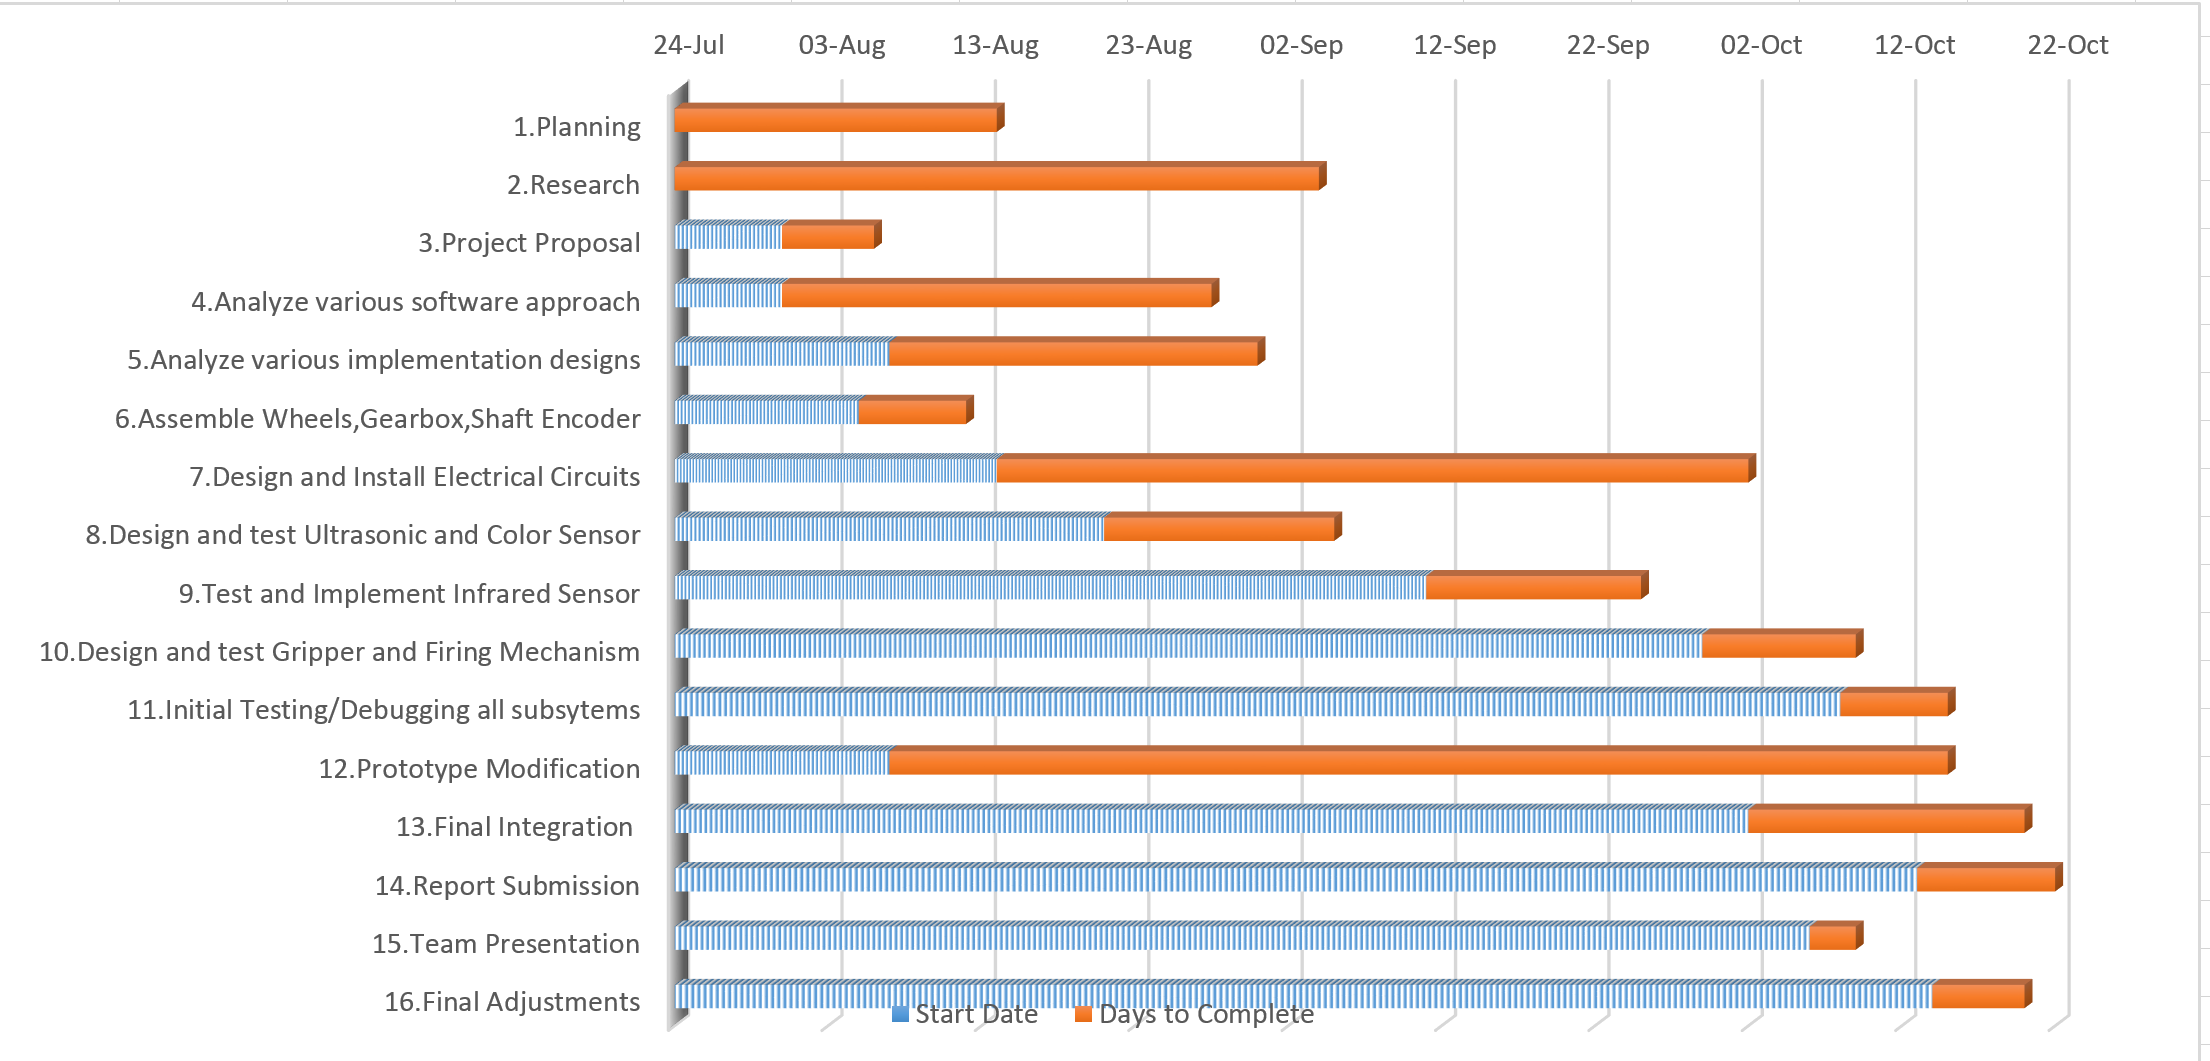 24-Jul 03-Aug 13-Aug 23-Aug 02-Sep 12-Sep 22-Sep 02-Oct 12-Oct 22-Oct
1.Planning
2.Research
3.Project Proposal
4.Analyze various software approach
5.Analyze various implementation designs
6.Assemble Wheels,Gearbox,Shaft Encoder
7.Design and Install Electrical Circuits
8.Design and test Ultrasonic and Color Sensor
9.Test and Implement Infrared Sensor
10.Design and test Gripper and Firing Mechanism
11.Initial Testing/Debugging all subsytems
12.Prototype Modification
13.Final Integration
14.Report Submission
15.Team Presentation
16.Final Adjustments
Start Date Days to Complete